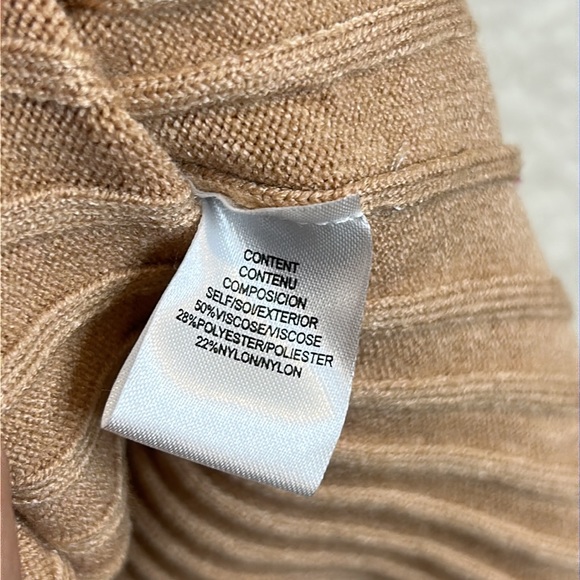 CONTENT
CONTENU
COMPOSICION
SELF/SOI/EXTERIOR
50%VISCOSE/VISCOSE
28%POLYESTER/POLIESTER
22%NYLON/NYLON